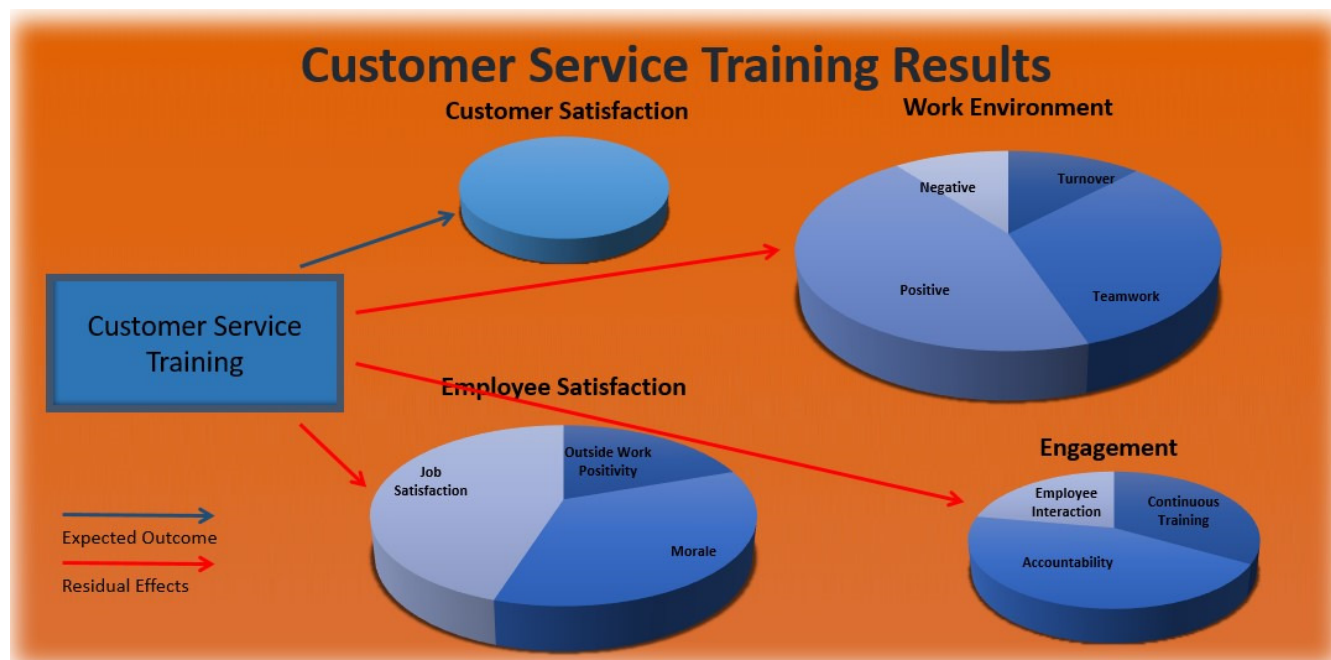 Customer Service Training Results
Customer Satisfaction
Work Environment
Negative
Turnover
Positive
Teamwork
Customer Service
Training
Employee Satisfaction
Job
Satisfaction
Outside Work
Positivity
Morale
Engagement
Employee
Interaction
Continuous
Training
Accountability
Expected Outcome
Residual Effects